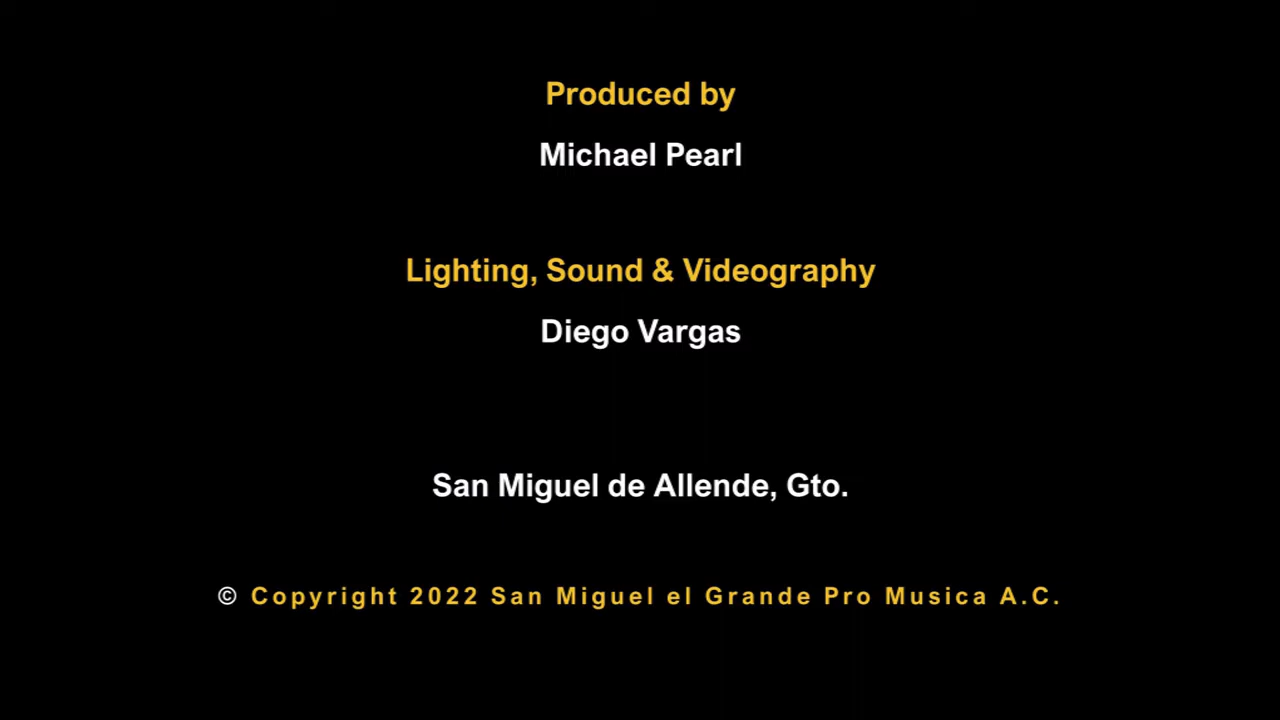 Produced by
Michael Pearl
Lighting, Sound & Videography
Diego Vargas
San Miguel de Allende, Gto.
© Copyright 2022 San Miguel el Grande Pro Musica A.C.